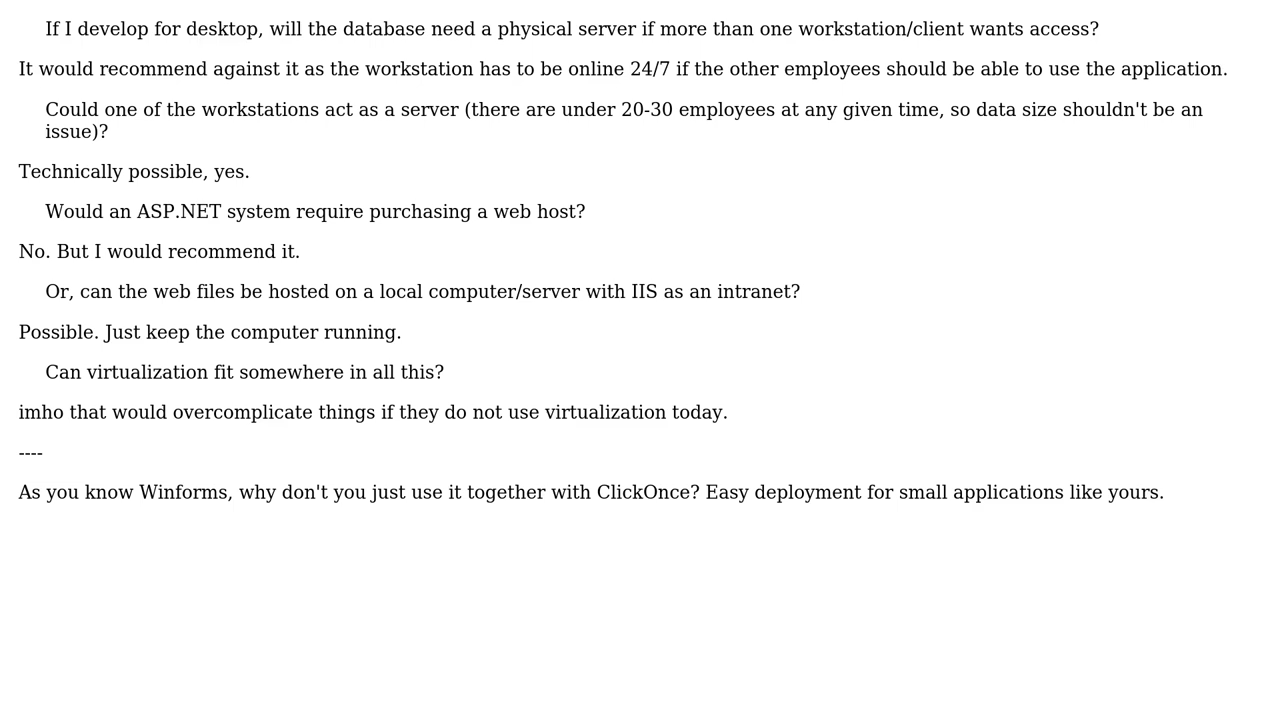 If I develop for desktop, will the database need a physical server if more than one workstation/client wants access?
It would recommend against it as the workstation has to be online 24/7 if the other employees should be able to use the application.
Could one of the workstations act as a server (there are under 20-30 employees at any given time, so data size shouldn't be an
issue)?
Technically possible, yes.
Would an ASP.NET system require purchasing a web host?
No. But I would recommend it.
Or, can the web files be hosted on a local computer/server with IIS as an intranet?
Possible. Just keep the computer running.
Can virtualization fit somewhere in all this?
imho that would overcomplicate things if they do not use virtualization today.
----
As you know Winforms, why don't you just use it together with ClickOnce? Easy deployment for small applications like yours.